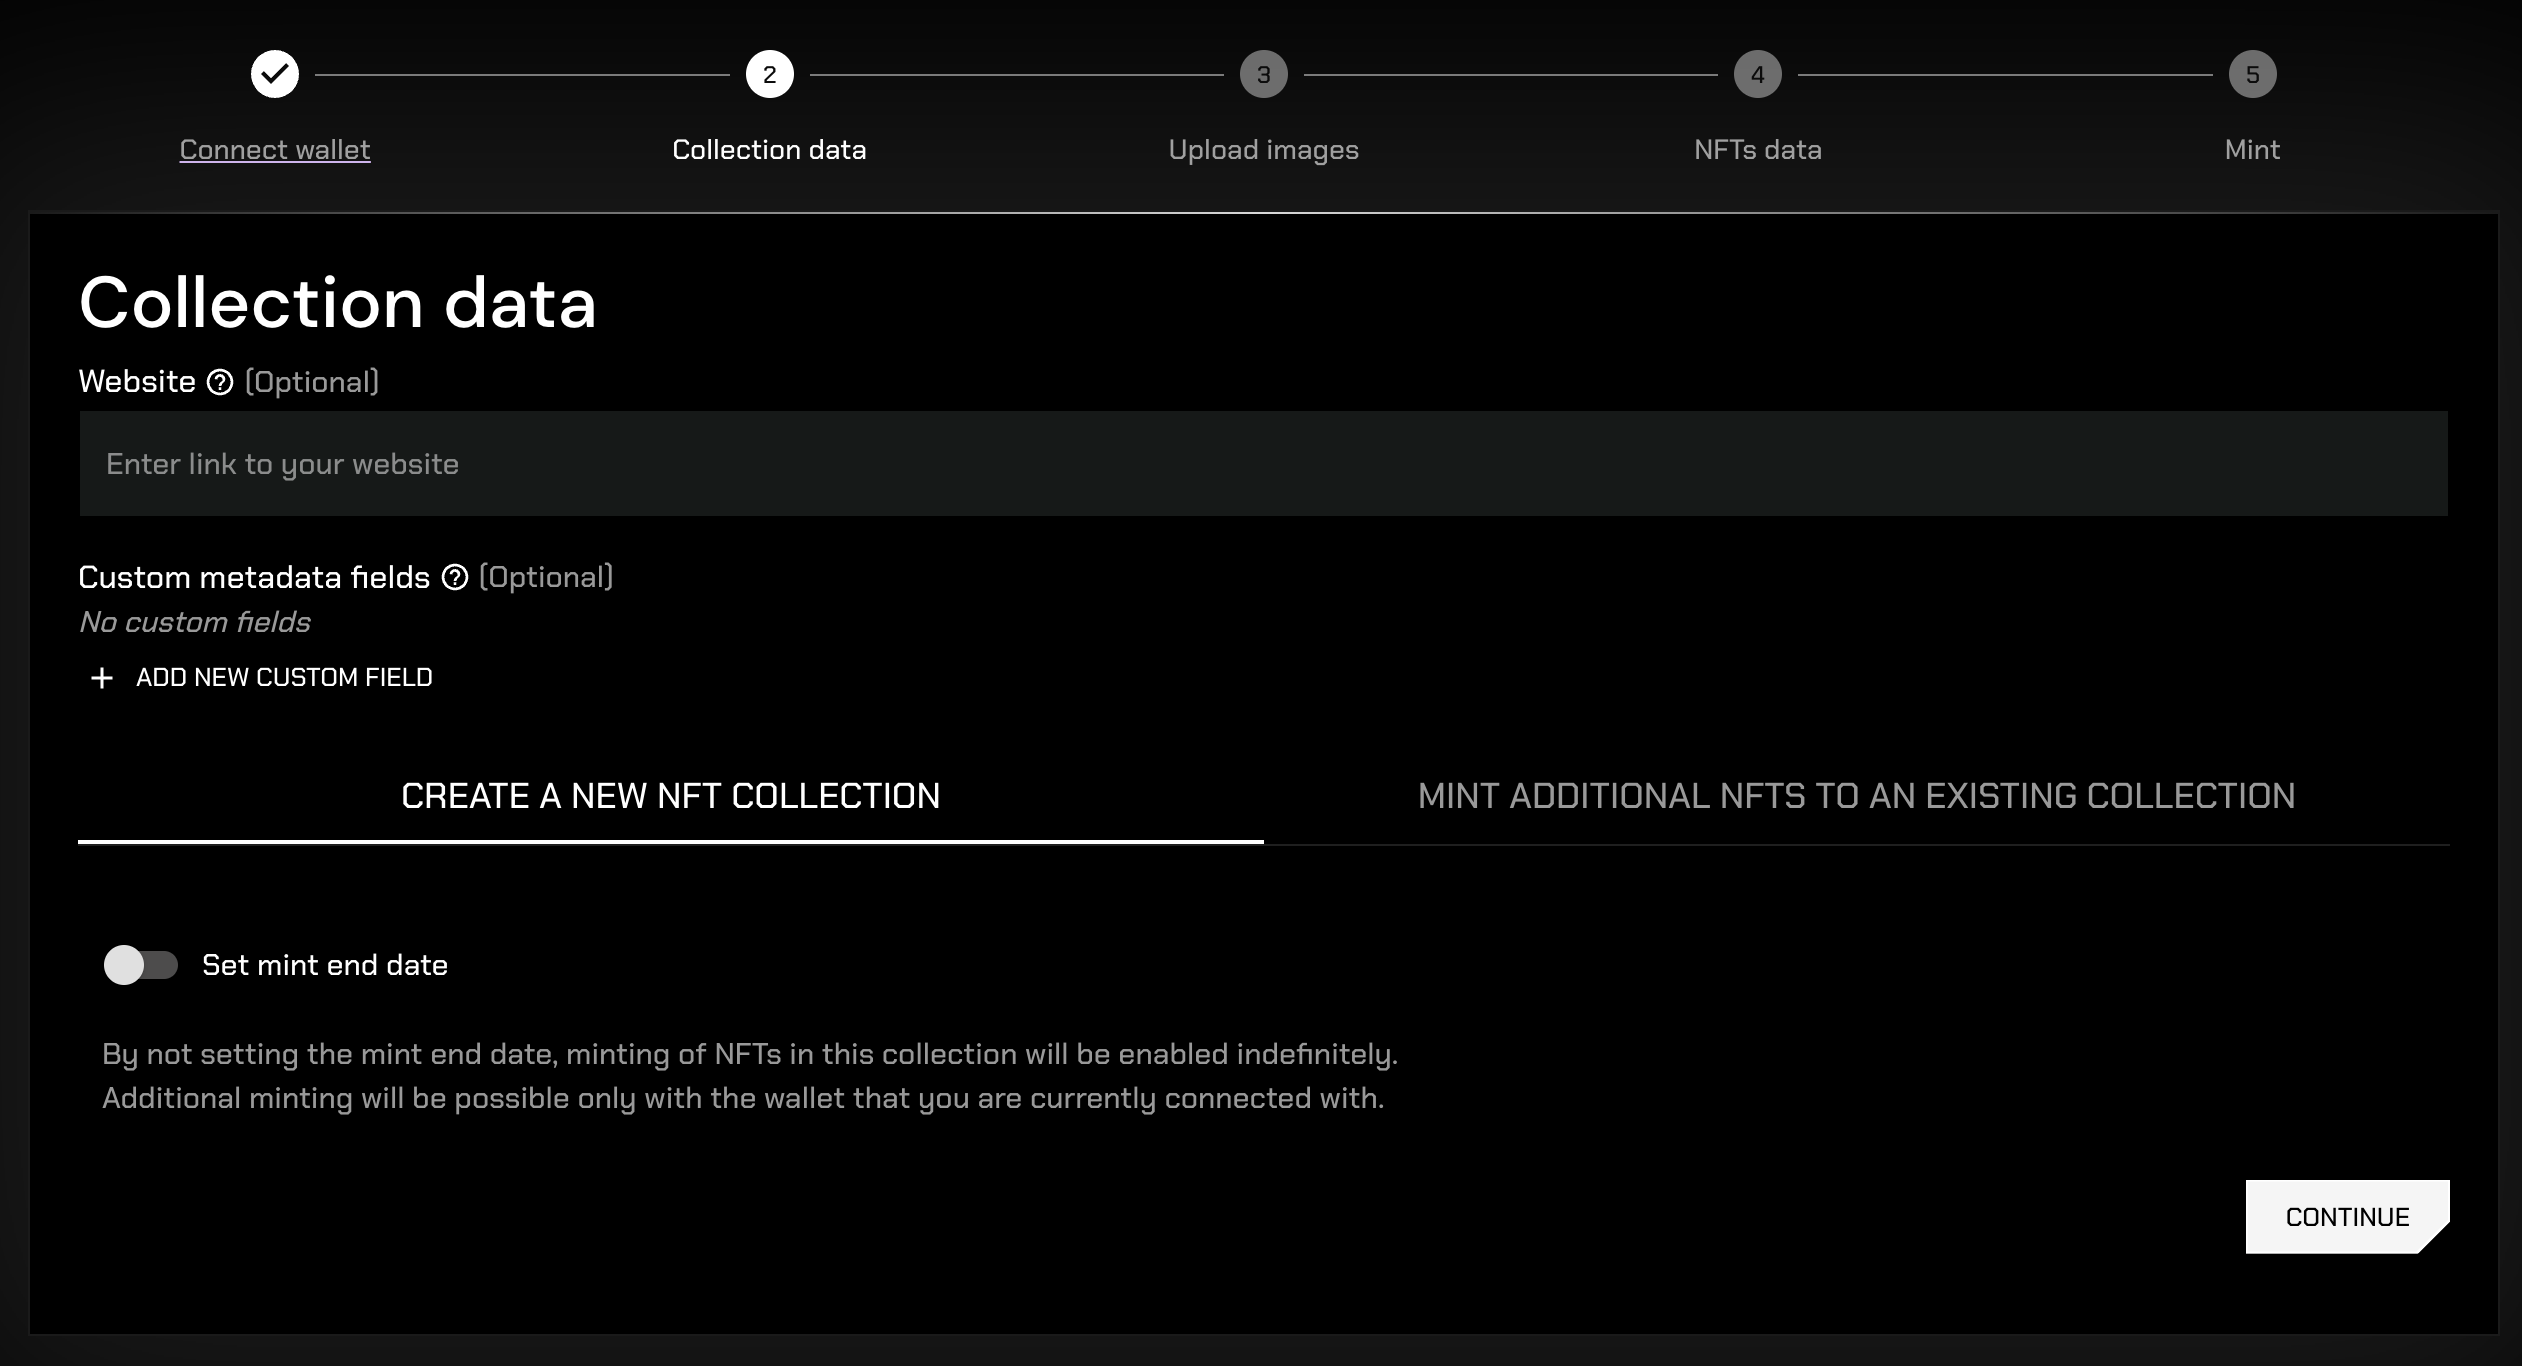 2
3
4
5
Connect wallet
Collection data
Upload images
NFTs data
Mint
Collection data
Website ? (Optional)
Enter link to your website
Custom metadata fields ? (Optional)
No custom fields
+ ADD NEW CUSTOM FIELD
CREATE A NEW NFT COLLECTION
MINT ADDITIONAL NFTS TO AN EXISTING COLLECTION
Set mint end date
By not setting the mint end date, minting of NFTs in this collection will be enabled indefinitely.
Additional minting will be possible only with the wallet that you are currently connected with.
CONTINUE